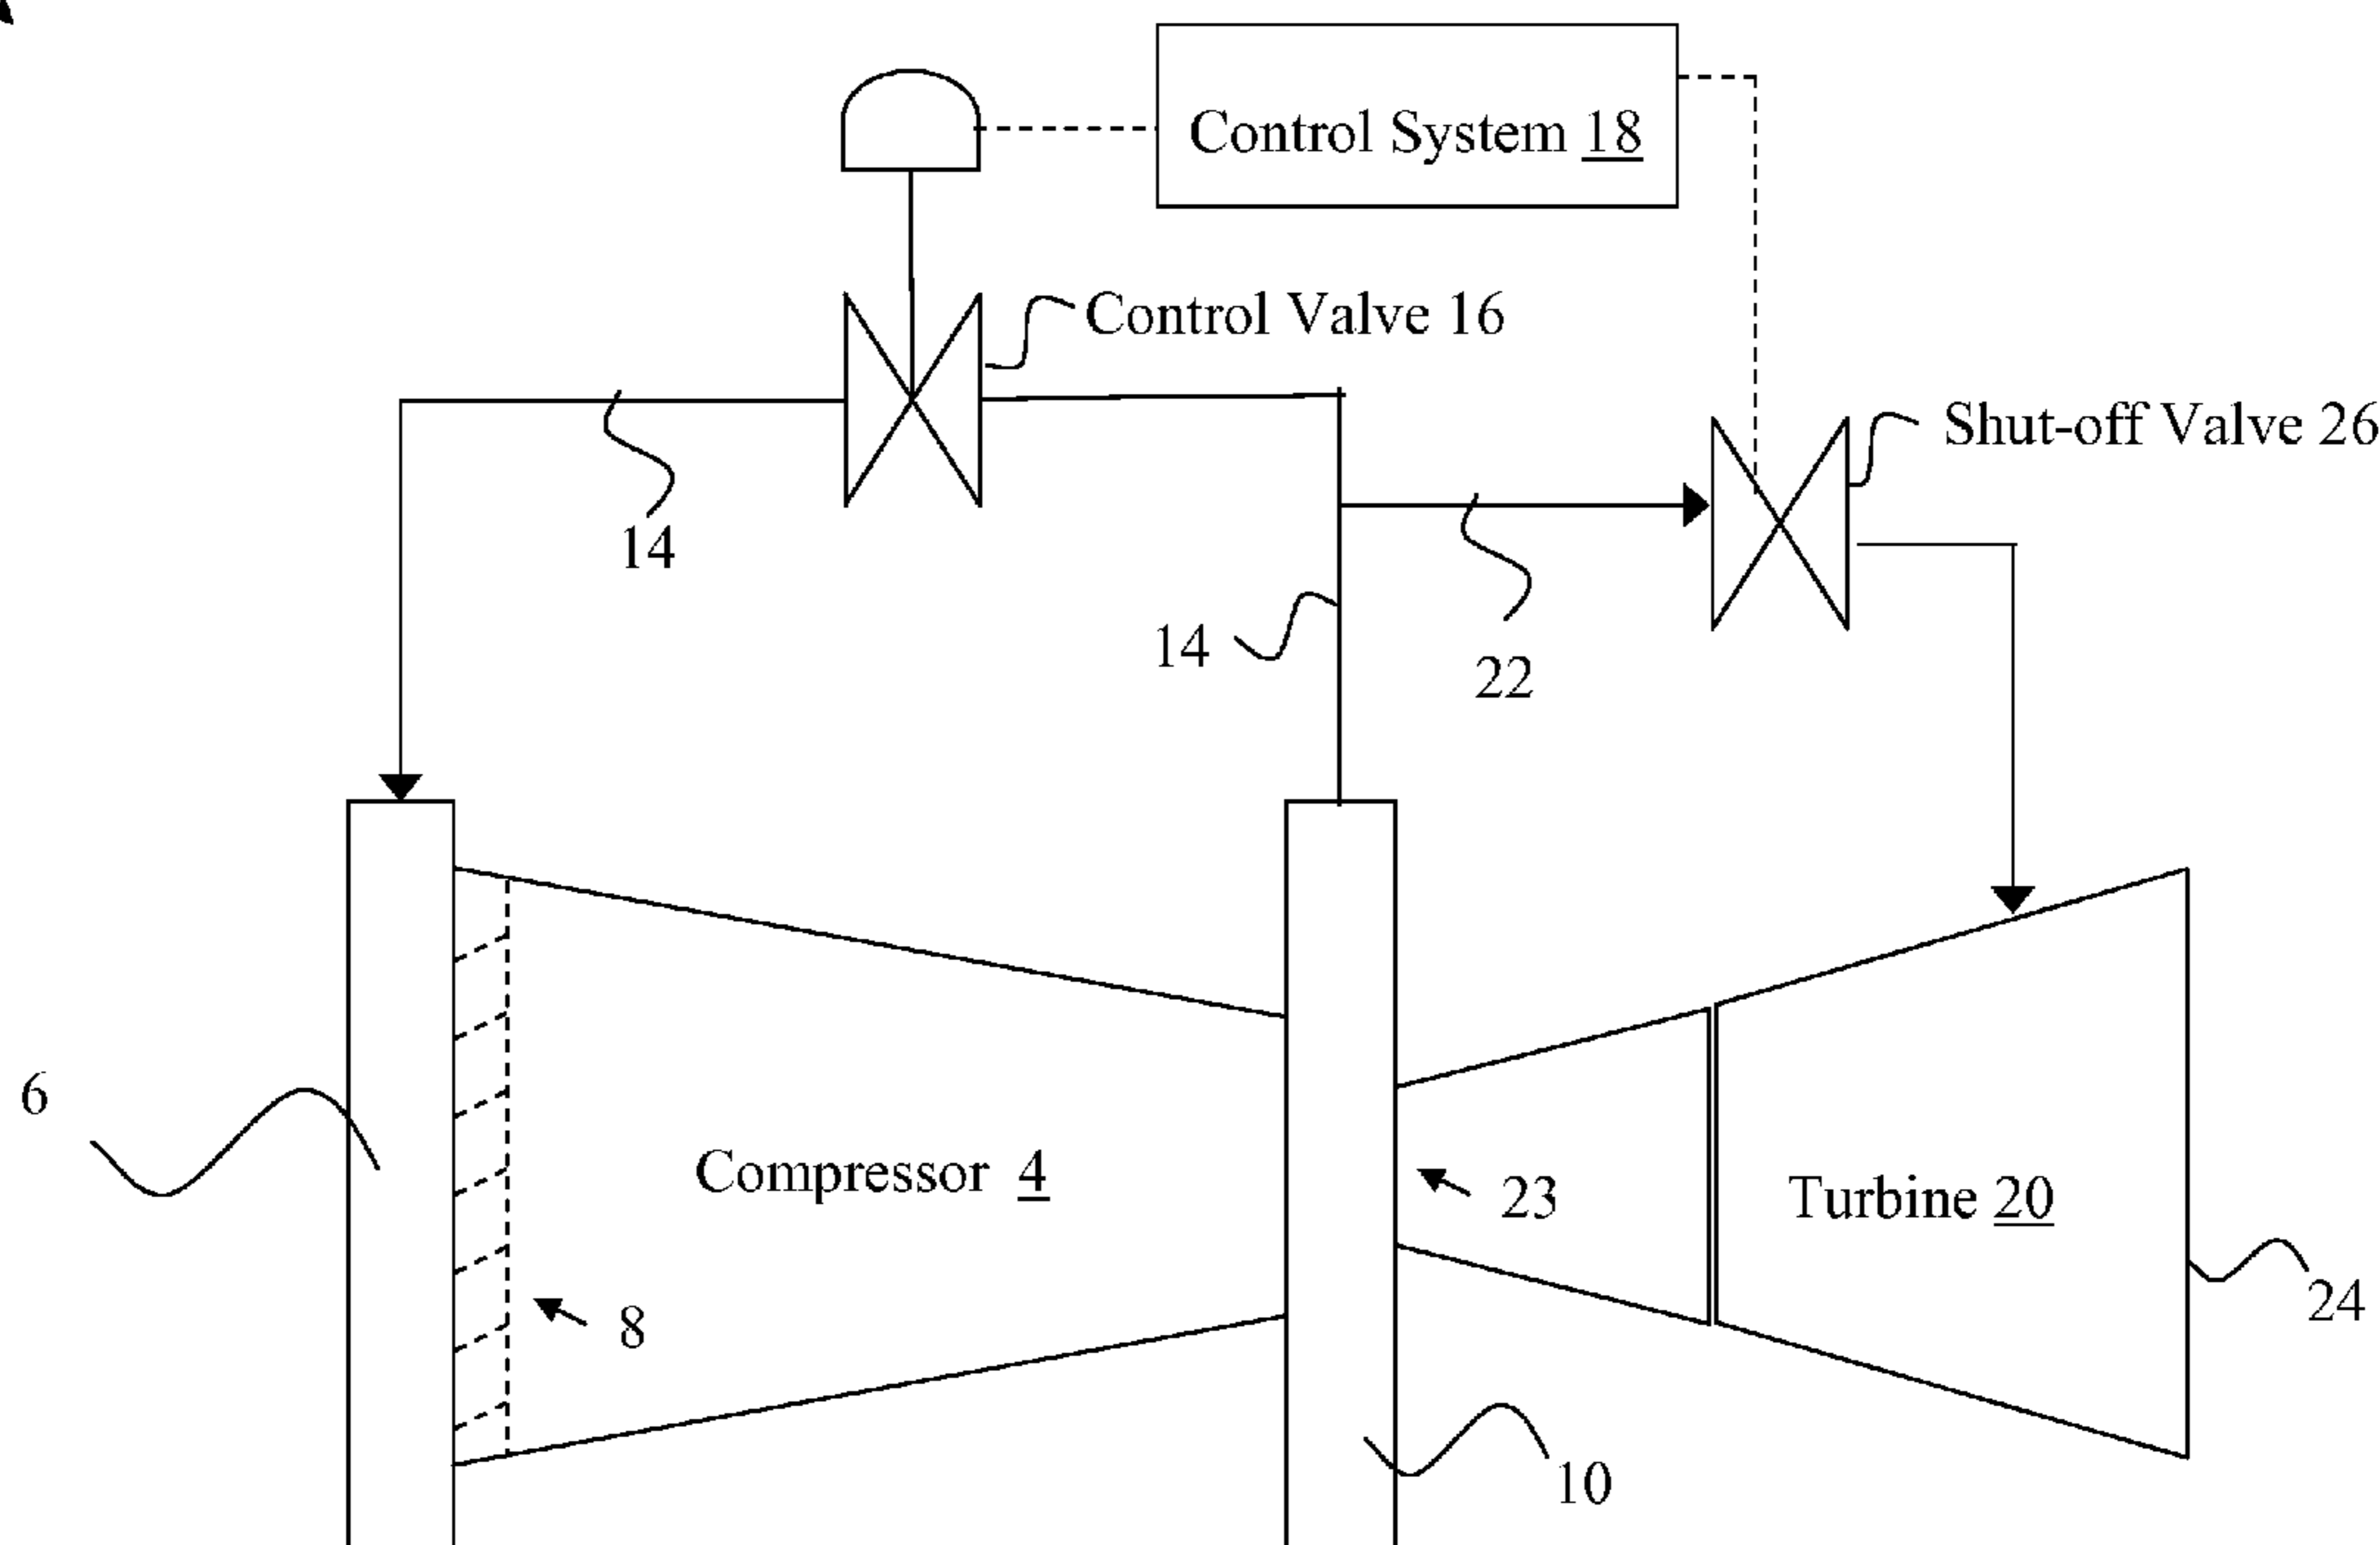 Control System 18
Control Valve 16
Shut-off Valve 26
14
14
22
6
Compressor 4
23
Turbine 20
8
24
10